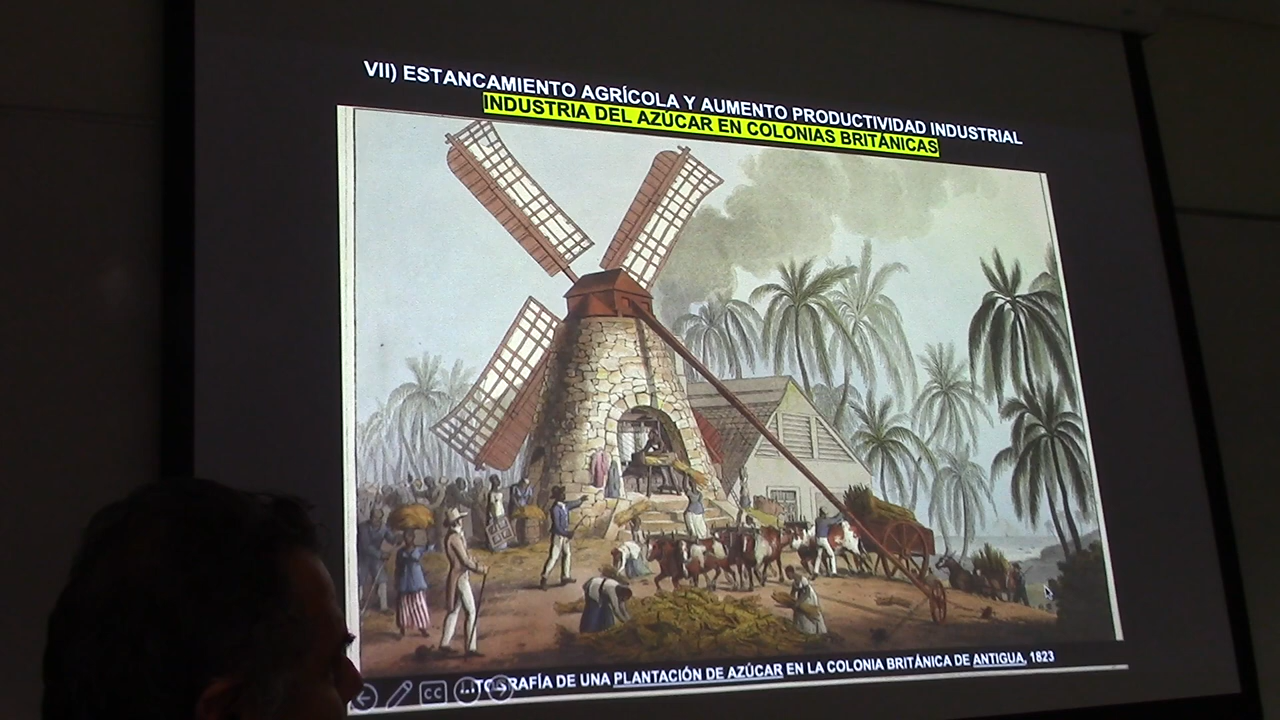 VII) ESTANCAMIENTO AGRÍCOLA Y AUMENTO PRODUCTIVIDAD INDUSTRIAL
INDUSTRIA DEL AZÚCAR EN COLONIAS BRITÁNICAS
DE UNA PLANTACIÓN DE AZÚCAR EN LA COLONIA BRITÁNICA DE ANTIGUA, 1823
CC